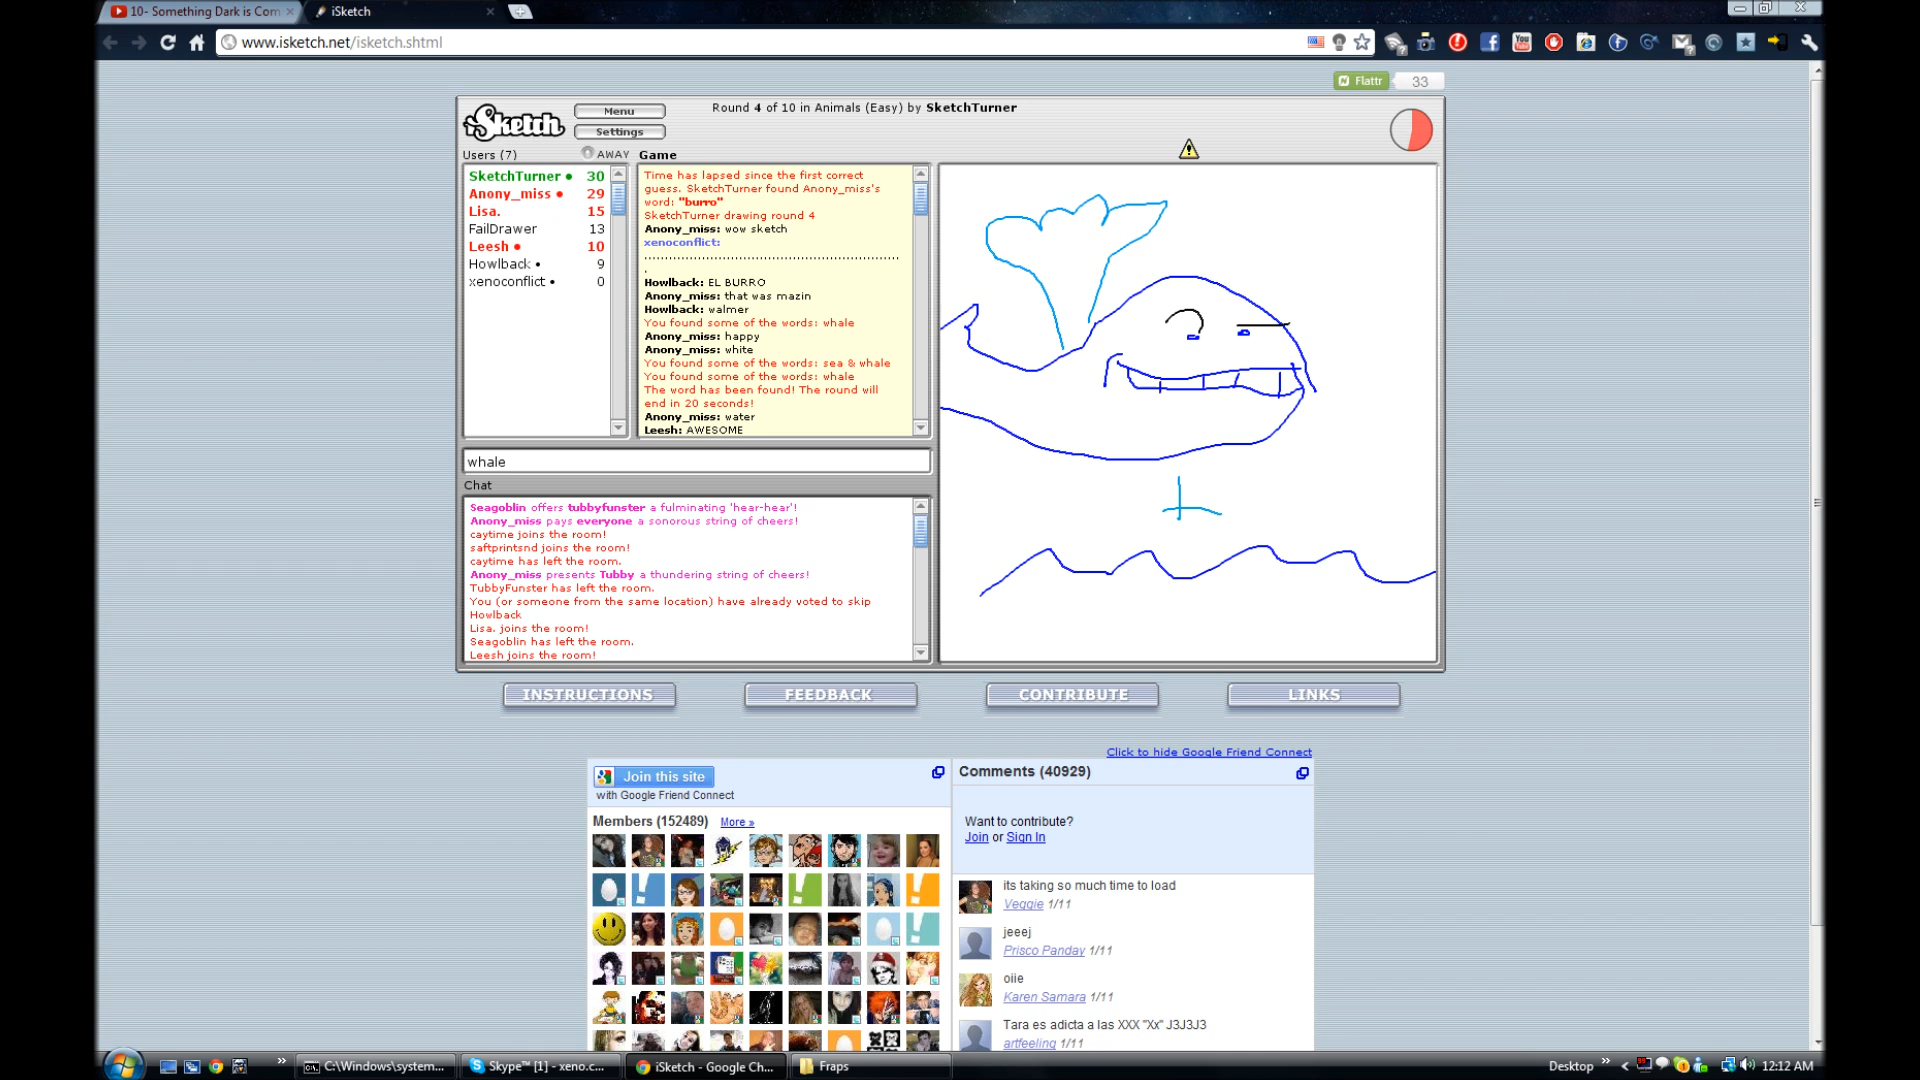 10- Something Dark is Com
iSketch
www.isketch.net/isketch.shtml
Flattr 33
iSketch
Menu
Settings
Round 4 of 10 in Animals (Easy) by SketchTurner
Users (7)
AWAY
Game
SketchTurner • 30
Anony_miss • 29
Lisa. 15
FailDrawer 13
Leesh • 10
Howlback • 9
xenoconflict • 0
Time has lapsed since the first correct
guess. SketchTurner found Anony_miss's
word: "burro"
SketchTurner drawing round 4
Anony_miss: wow sketch
xenoconflict:
.
Howlback: EL BURRO
Anony_miss: that was mazin
Howlback: walmer
You found some of the words: whale
Anony_miss: happy
Anony_miss: white
You found some of the words: sea & whale
You found some of the words: whale
The word has been found! The round will
end in 20 seconds!
Anony_miss: water
Leesh: AWESOME
whale
Chat
Seagoblin offers tubbyfunster a fulminating 'hear-hear'!
Anony_miss pays everyone a sonorous string of cheers!
caytime joins the room!
saftprintsnd joins the room!
caytime has left the room.
Anony_miss presents Tubby a thundering string of cheers!
TubbyFunster has left the room.
You (or someone from the same location) have already voted to skip
Howlback
Lisa. joins the room!
Seagoblin has left the room.
Leesh joins the room!
INSTRUCTIONS
FEEDBACK
CONTRIBUTE
LINKS
Click to hide Google Friend Connect
Join this site
with Google Friend Connect
Members (152489) More »
Comments (40929)
Want to contribute?
Join or Sign In
its taking so much time to load
Veggie 1/11
jeeej
Prisco Panday 1/11
oiie
Karen Samara 1/11
Tara es adicta a las XXX "Xx" J3J3J3
artfeeling 1/11
C:\Windows\system...
Skype™ [1] - xeno.c...
iSketch - Google Ch...
Fraps
Desktop
12:12 AM